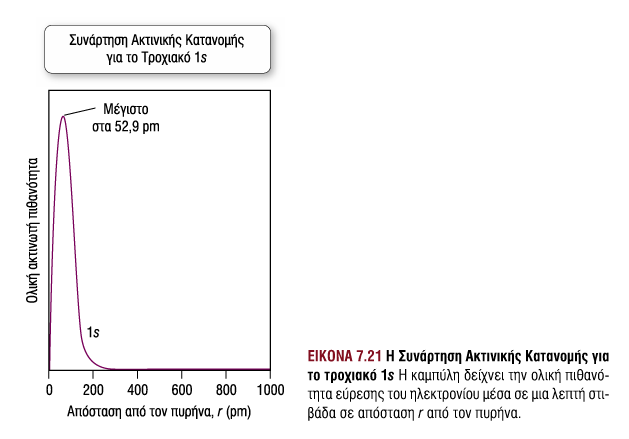 Συνάρτηση Ακτινικής Κατανομής
για το Τροχιακό 1s
Μέγιστο
στα 52,9 pm
Ολική ακτινωτή πιθανότητα
1s
0 200 400 600 800 1000
Απόσταση από τον πυρήνα, r (pm)
ΕΙΚΟΝΑ 7.21 Η Συνάρτηση Ακτινικής Κατανομής για
το τροχιακό 1s Η καμπύλη δείχνει την ολική πιθανό-
τητα εύρεσης του ηλεκτρονίου μέσα σε μια λεπτή στι-
βάδα σε απόσταση r από τον πυρήνα.